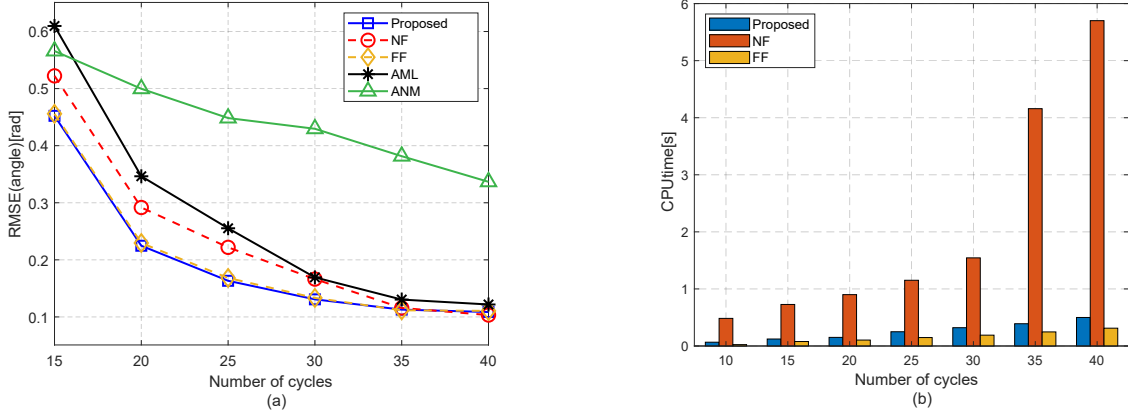 RMSE(angle)[rad]
0.6
0.5
0.4
0.3
0.2
0.1
15 20 25 30 35 40
Number of cycles
(a)
Proposed
NF
FF
AML
ANM
CPUtime[s]
6
5
4
3
2
1
0
10 15 20 25 30 35 40
Number of cycles
(b)
Proposed
NF
FF